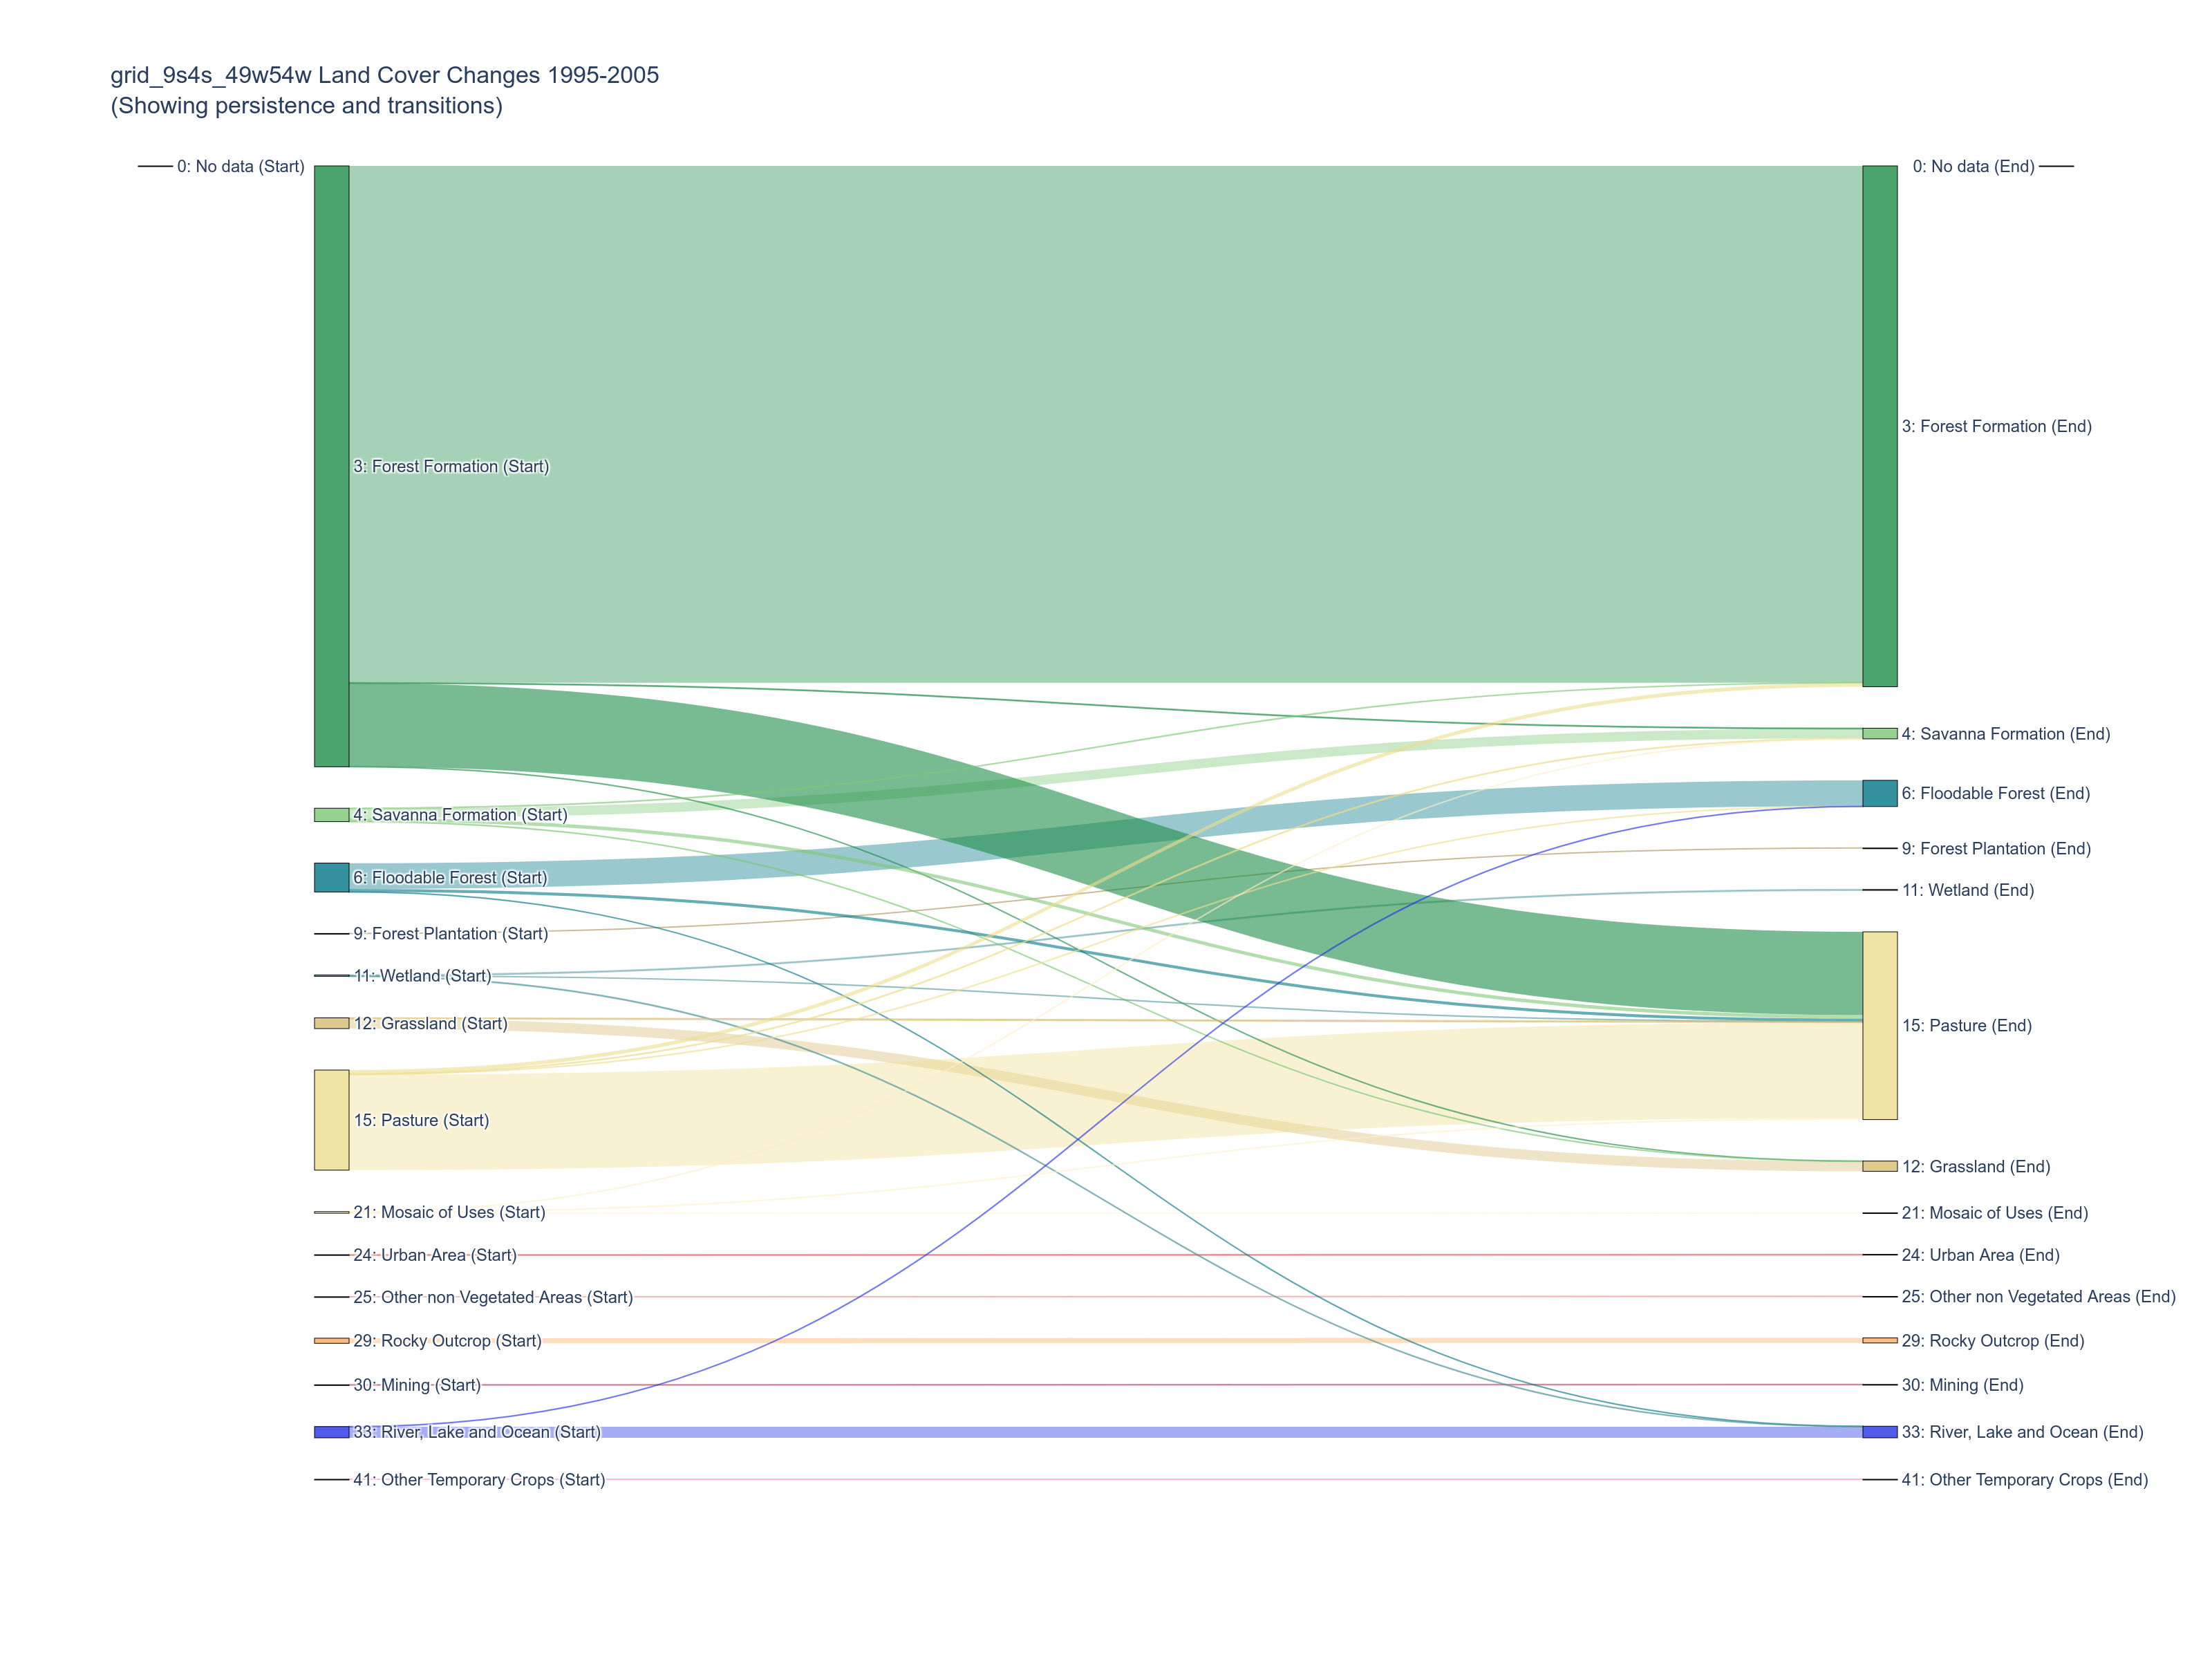 grid_9s4s_49w54w Land Cover Changes 1995-2005
(Showing persistence and transitions)
0: No data (Start)
0: No data (End)
3: Forest Formation (End)
3: Forest Formation (Start)
4: Savanna Formation (End)
6: Floodable Forest (End)
4: Savanna Formation (Start)
9: Forest Plantation (End)
6: Floodable Forest (Start)
11: Wetland (End)
9: Forest Plantation (Start)
11: Wetland (Start)
12: Grassland (Start)
15: Pasture (End)
15: Pasture (Start)
12: Grassland (End)
21: Mosaic of Uses (Start)
21: Mosaic of Uses (End)
24: Urban Area (Start)
24: Urban Area (End)
25: Other non Vegetated Areas (Start)
25: Other non Vegetated Areas (End)
29: Rocky Outcrop (Start)
29: Rocky Outcrop (End)
30: Mining (Start)
30: Mining (End)
33: River, Lake and Ocean (Start)
33: River, Lake and Ocean (End)
41: Other Temporary Crops (Start)
41: Other Temporary Crops (End)